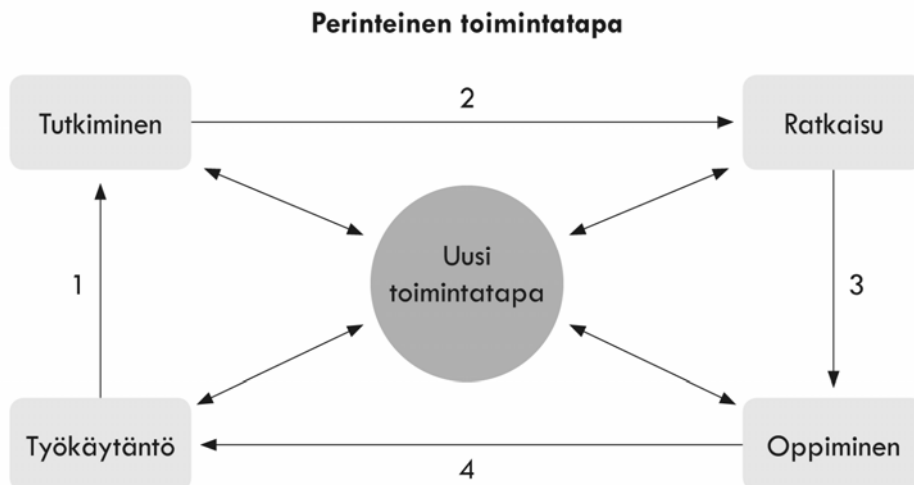 Perinteinen toimintatapa
2
Tutkiminen
Ratkaisu
Uusi
toimintatapa
1
3
Työkäytäntö
Oppiminen
4